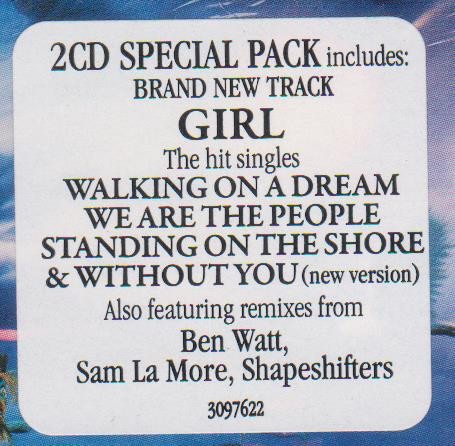 2CD SPECIAL PACK includes:
BRAND NEW TRACK
GIRL
The hit singles
WALKING ON A DREAM
WE ARE THE PEOPLE
STANDING ON THE SHORE
& WITHOUT YOU (new version)
Also featuring remixes from
Ben Watt,
Sam La More, Shapeshifters
3097622